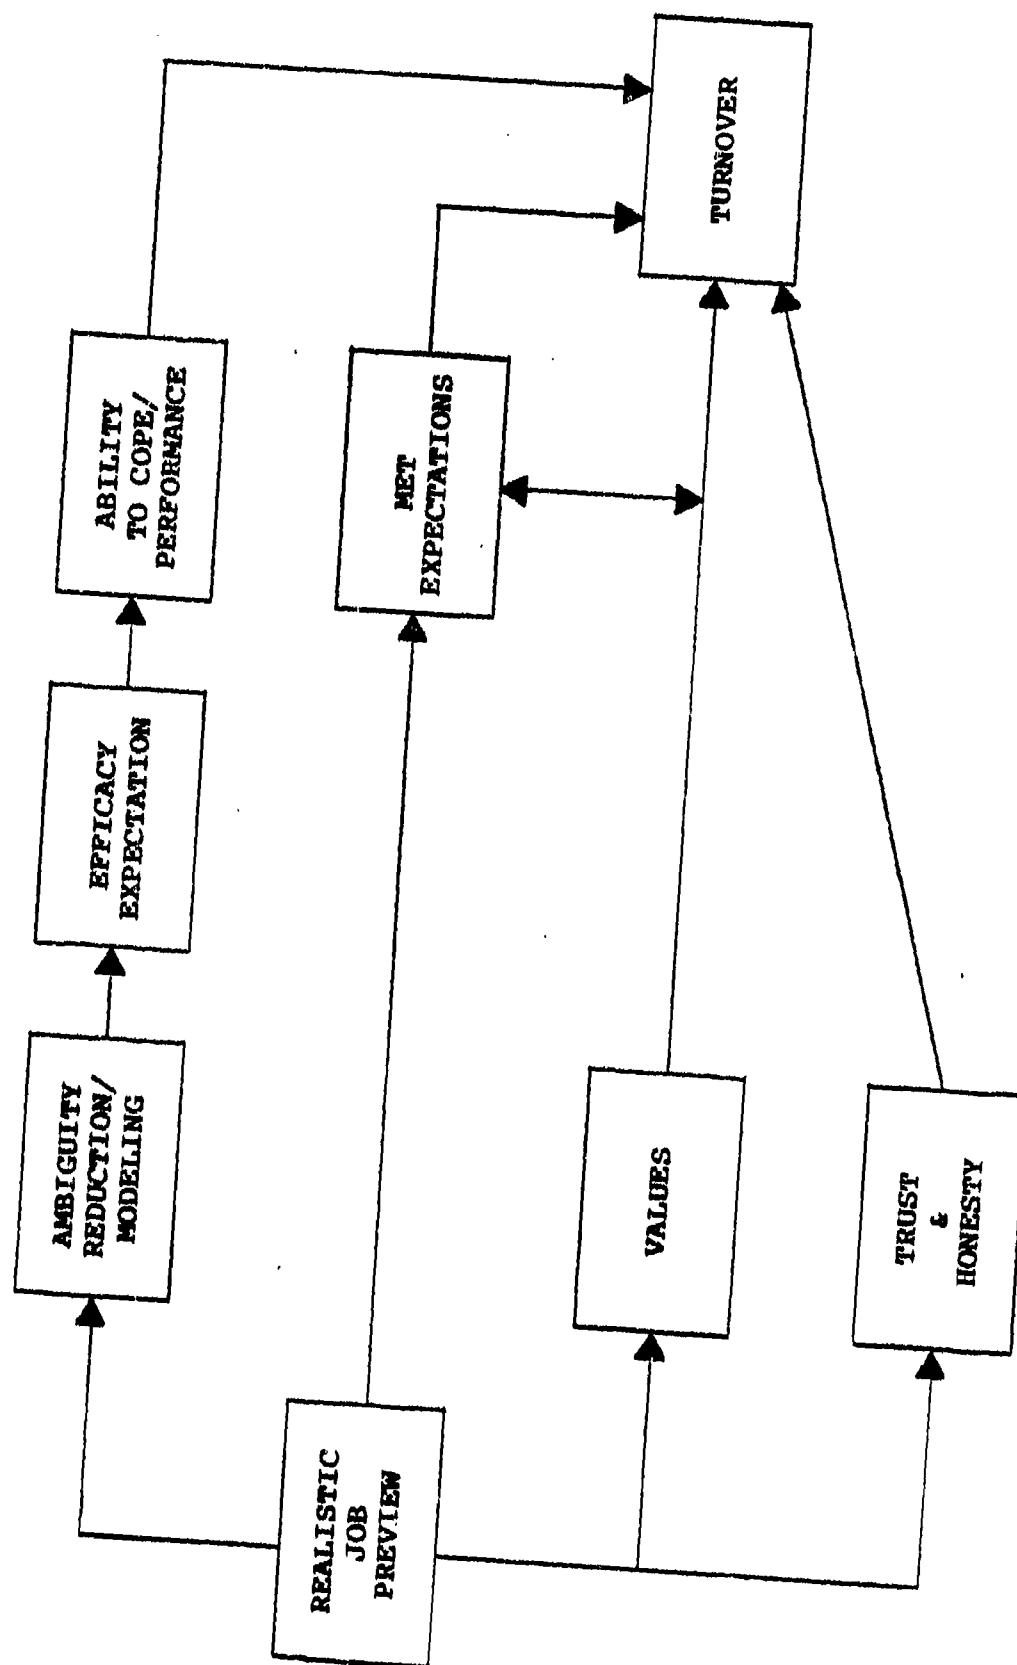 AMBIGUITY
REDUCTION/
MODELING
EFFICACY
EXPECTATION
ABILITY
TO COPE/
PERFORMANCE
REALISTIC
JOB
PREVIEW
MET
EXPECTATIONS
VALUES
TURNOVER
TRUST
&
HONESTY